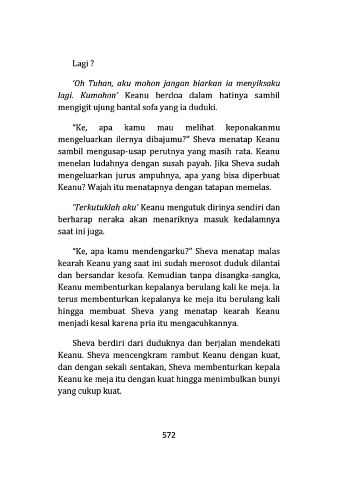 Lagi ?
‘Oh Tuhan, aku mohon jangan biarkan ia menyiksaku
lagi. Kumohon’ Keanu berdoa dalam hatinya sambil
mengigit ujung bantal sofa yang ia duduki.
“Ke, apa kamu mau melihat keponakanmu
mengeluarkan ilernya dibajumu?” Sheva menatap Keanu
sambil mengusap-usap perutnya yang masih rata. Keanu
menelan ludahnya dengan susah payah. Jika Sheva sudah
mengeluarkan jurus ampuhnya, apa yang bisa diperbuat
Keanu? Wajah itu menatapnya dengan tatapan memelas.
‘Terkutuklah aku’ Keanu mengutuk dirinya sendiri dan
berharap neraka akan menariknya masuk kedalamnya
saat ini juga.
“Ke, apa kamu mendengarku?” Sheva menatap malas
kearah Keanu yang saat ini sudah merosot duduk dilantai
dan bersandar kesofa. Kemudian tanpa disangka-sangka,
Keanu membenturkan kepalanya berulang kali ke meja. Ia
terus membenturkan kepalanya ke meja itu berulang kali
hingga membuat Sheva yang menatap kearah Keanu
menjadi kesal karena pria itu mengacuhkannya.
Sheva berdiri dari duduknya dan berjalan mendekati
Keanu. Sheva mencengkram rambut Keanu dengan kuat,
dan dengan sekali sentakan, Sheva membenturkan kepala
Keanu ke meja itu dengan kuat hingga menimbulkan bunyi
yang cukup kuat.
572